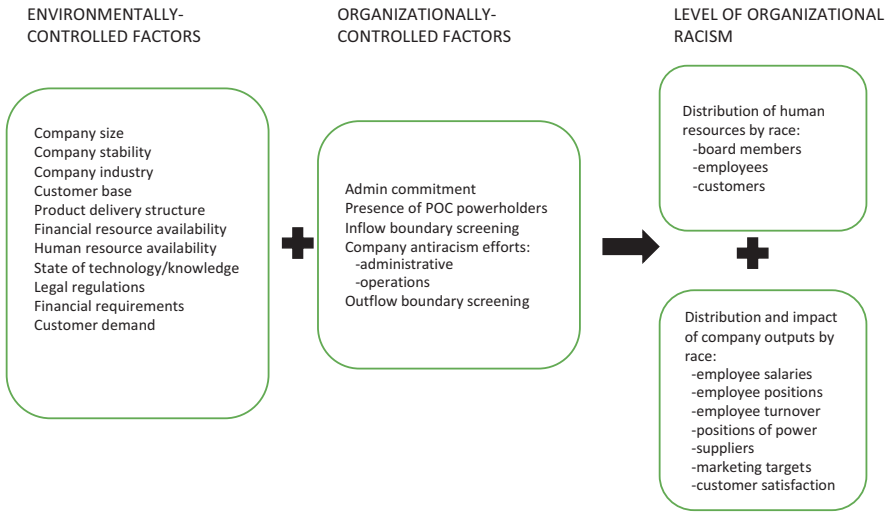 ENVIRONMENTALLY-
CONTROLLED FACTORS
Company size
Company stability
Company industry
Customer base
Product delivery structure
Financial resource availability
Human resource availability
State of technology/knowledge
Legal regulations
Financial requirements
Customer demand
ORGANIZATIONALLY-
CONTROLLED FACTORS
Admin commitment
Presence of POC powerholders
Inflow boundary screening
Company antiracism efforts:
-administrative
-operations
Outflow boundary screening
LEVEL OF ORGANIZATIONAL
RACISM
Distribution of human
resources by race:
-board members
-employees
-customers
Distribution and impact
of company outputs by
race:
-employee salaries
-employee positions
-employee turnover
-positions of power
-suppliers
-marketing targets
-customer satisfaction